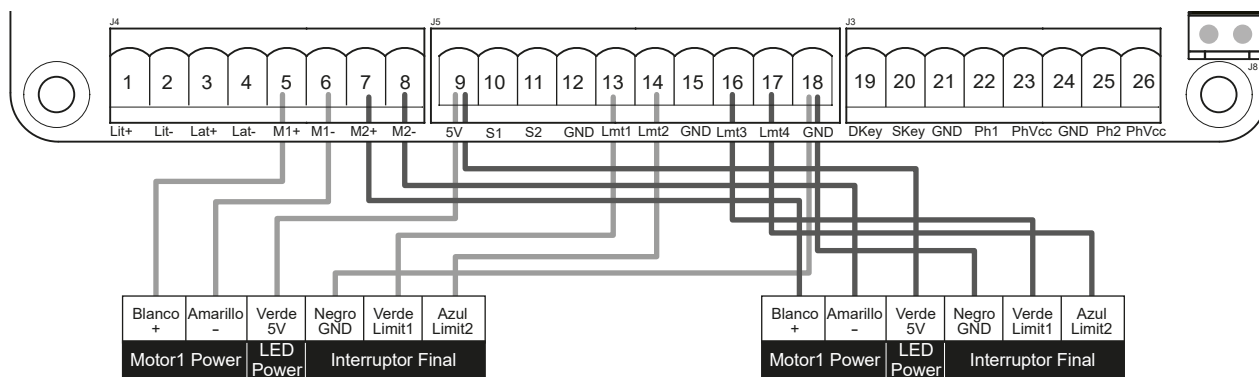 J4 J5 J3 J8
1 2 3 4 5 6 7 8 9 10 11 12 13 14 15 16 17 18 19 20 21 22 23 24 25 26
Lit+ Lit- Lat+ Lat- M1+ M1- M2+ M2- 5V S1 S2 GND Lmt1 Lmt2 GND Lmt3 Lmt4 GND DKey SKey GND Ph1 PhVcc GND Ph2 PhVcc
Blanco Amarillo Verde Negro Verde Azul
+ - 5V GND Limit1 Limit2
Motor1 Power LED Power Interruptor Final
Blanco Amarillo Verde Negro Verde Azul
+ - 5V GND Limit1 Limit2
Motor1 Power LED Power Interruptor Final